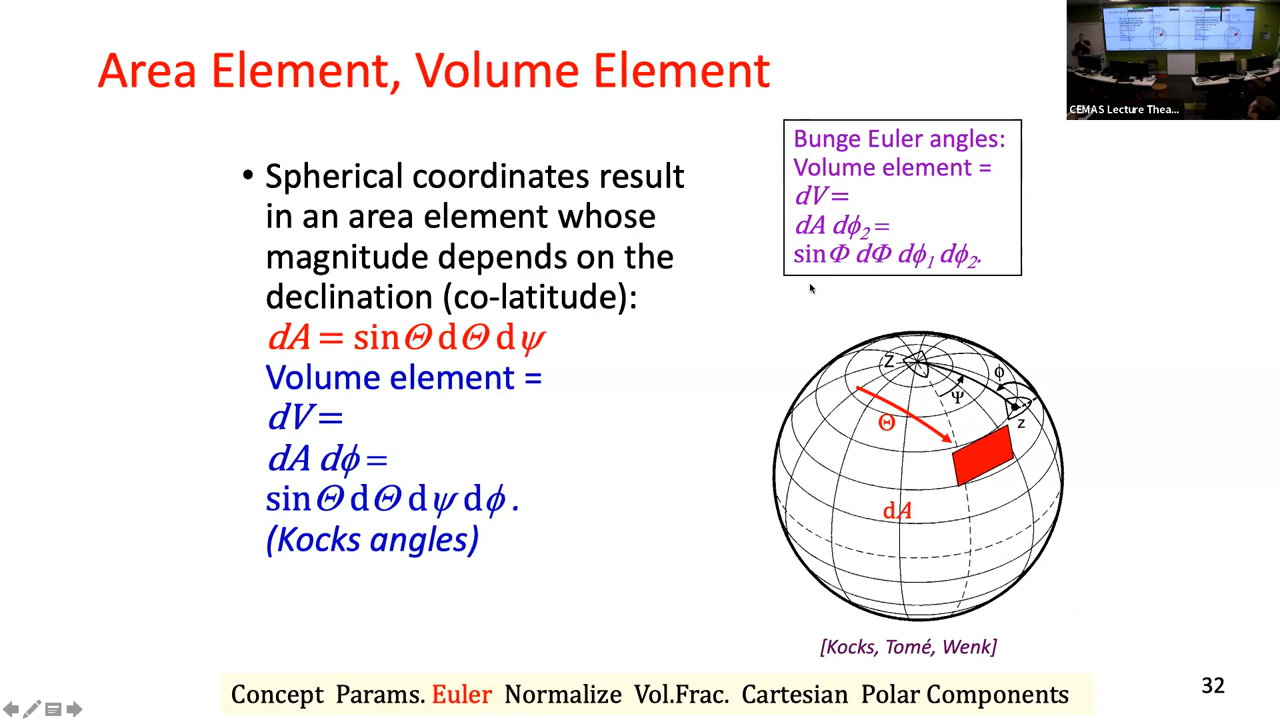 Area Element, Volume Element
CEMAS Lecture Thea...
• Spherical coordinates result
in an area element whose
magnitude depends on the
declination (co-latitude):
dA = sinΘ dΘ dψ
Volume element =
dV =
dA dϕ =
sinΘ dΘ dψ dϕ .
(Kocks angles)
Bunge Euler angles:
Volume element =
dV =
dA dϕ₂ =
sinΦ dΦ dϕ₁ dϕ₂.
Z
ϕ
Ψ
z
Θ
dA
[Kocks, Tomé, Wenk]
Concept Params. Euler Normalize Vol.Frac. Cartesian Polar Components
32